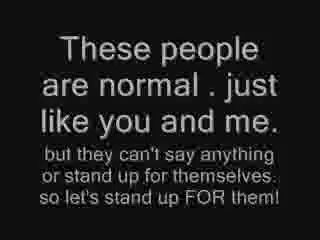 These people
are normal . just
like you and me.
but they can't say anything
or stand up for themselves.
so let's stand up FOR them!